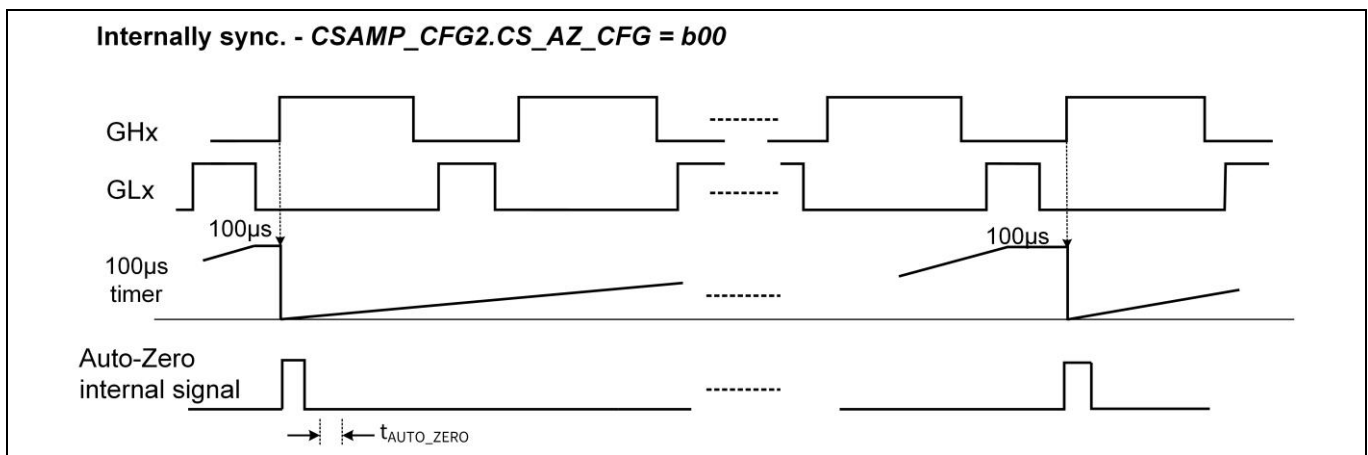 Internally sync. - CSAMP_CFG2.CS_AZ_CFG = b00
GHx
GLx
100µs
100µs
100µs
timer
Auto-Zero
internal signal
tAUTO_ZERO